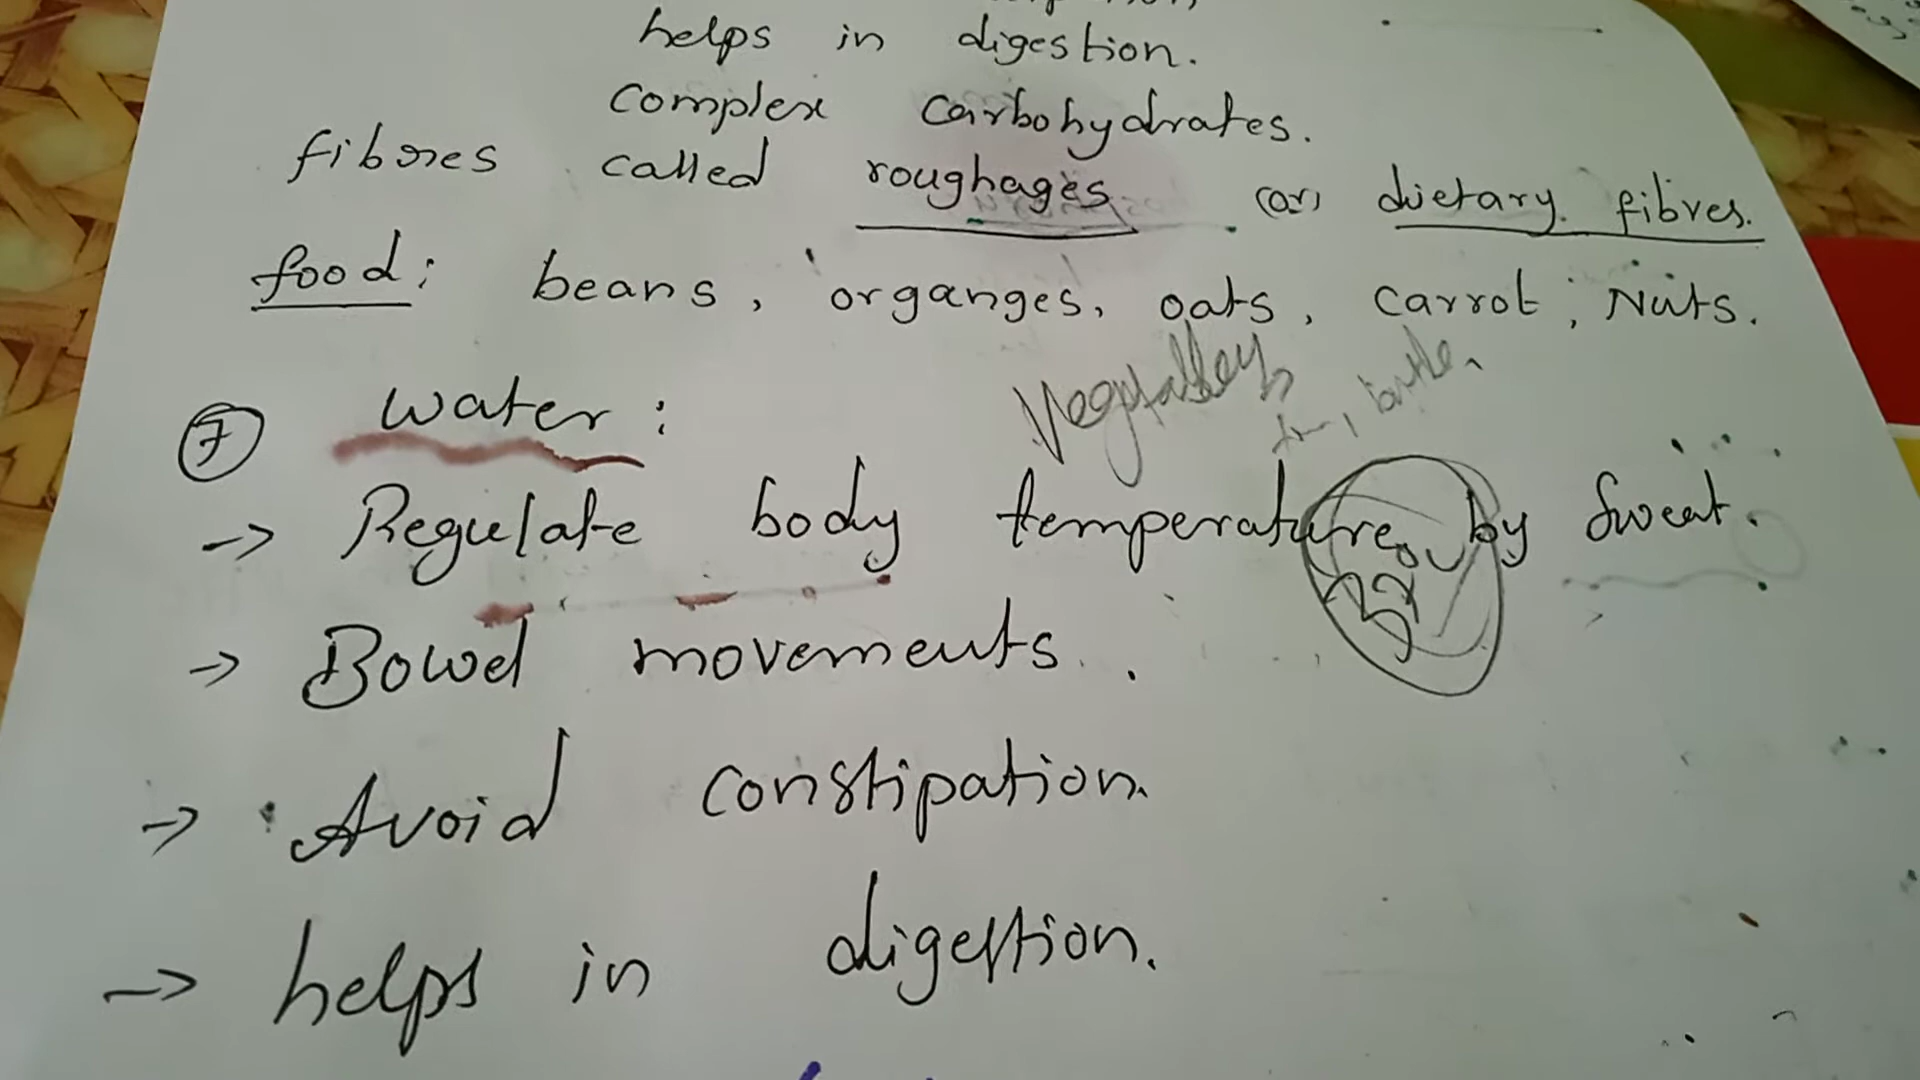 helps in digestion.
complex carbohydrates.
fibres called roughages (or) dietary fibres.
food: beans, organges, oats, carrot, Nuts.
Vegetables
7 Water:
→ Regulate body temperature by Sweat.
→ Bowel movements.
→ Avoid constipation.
→ helps in digestion.